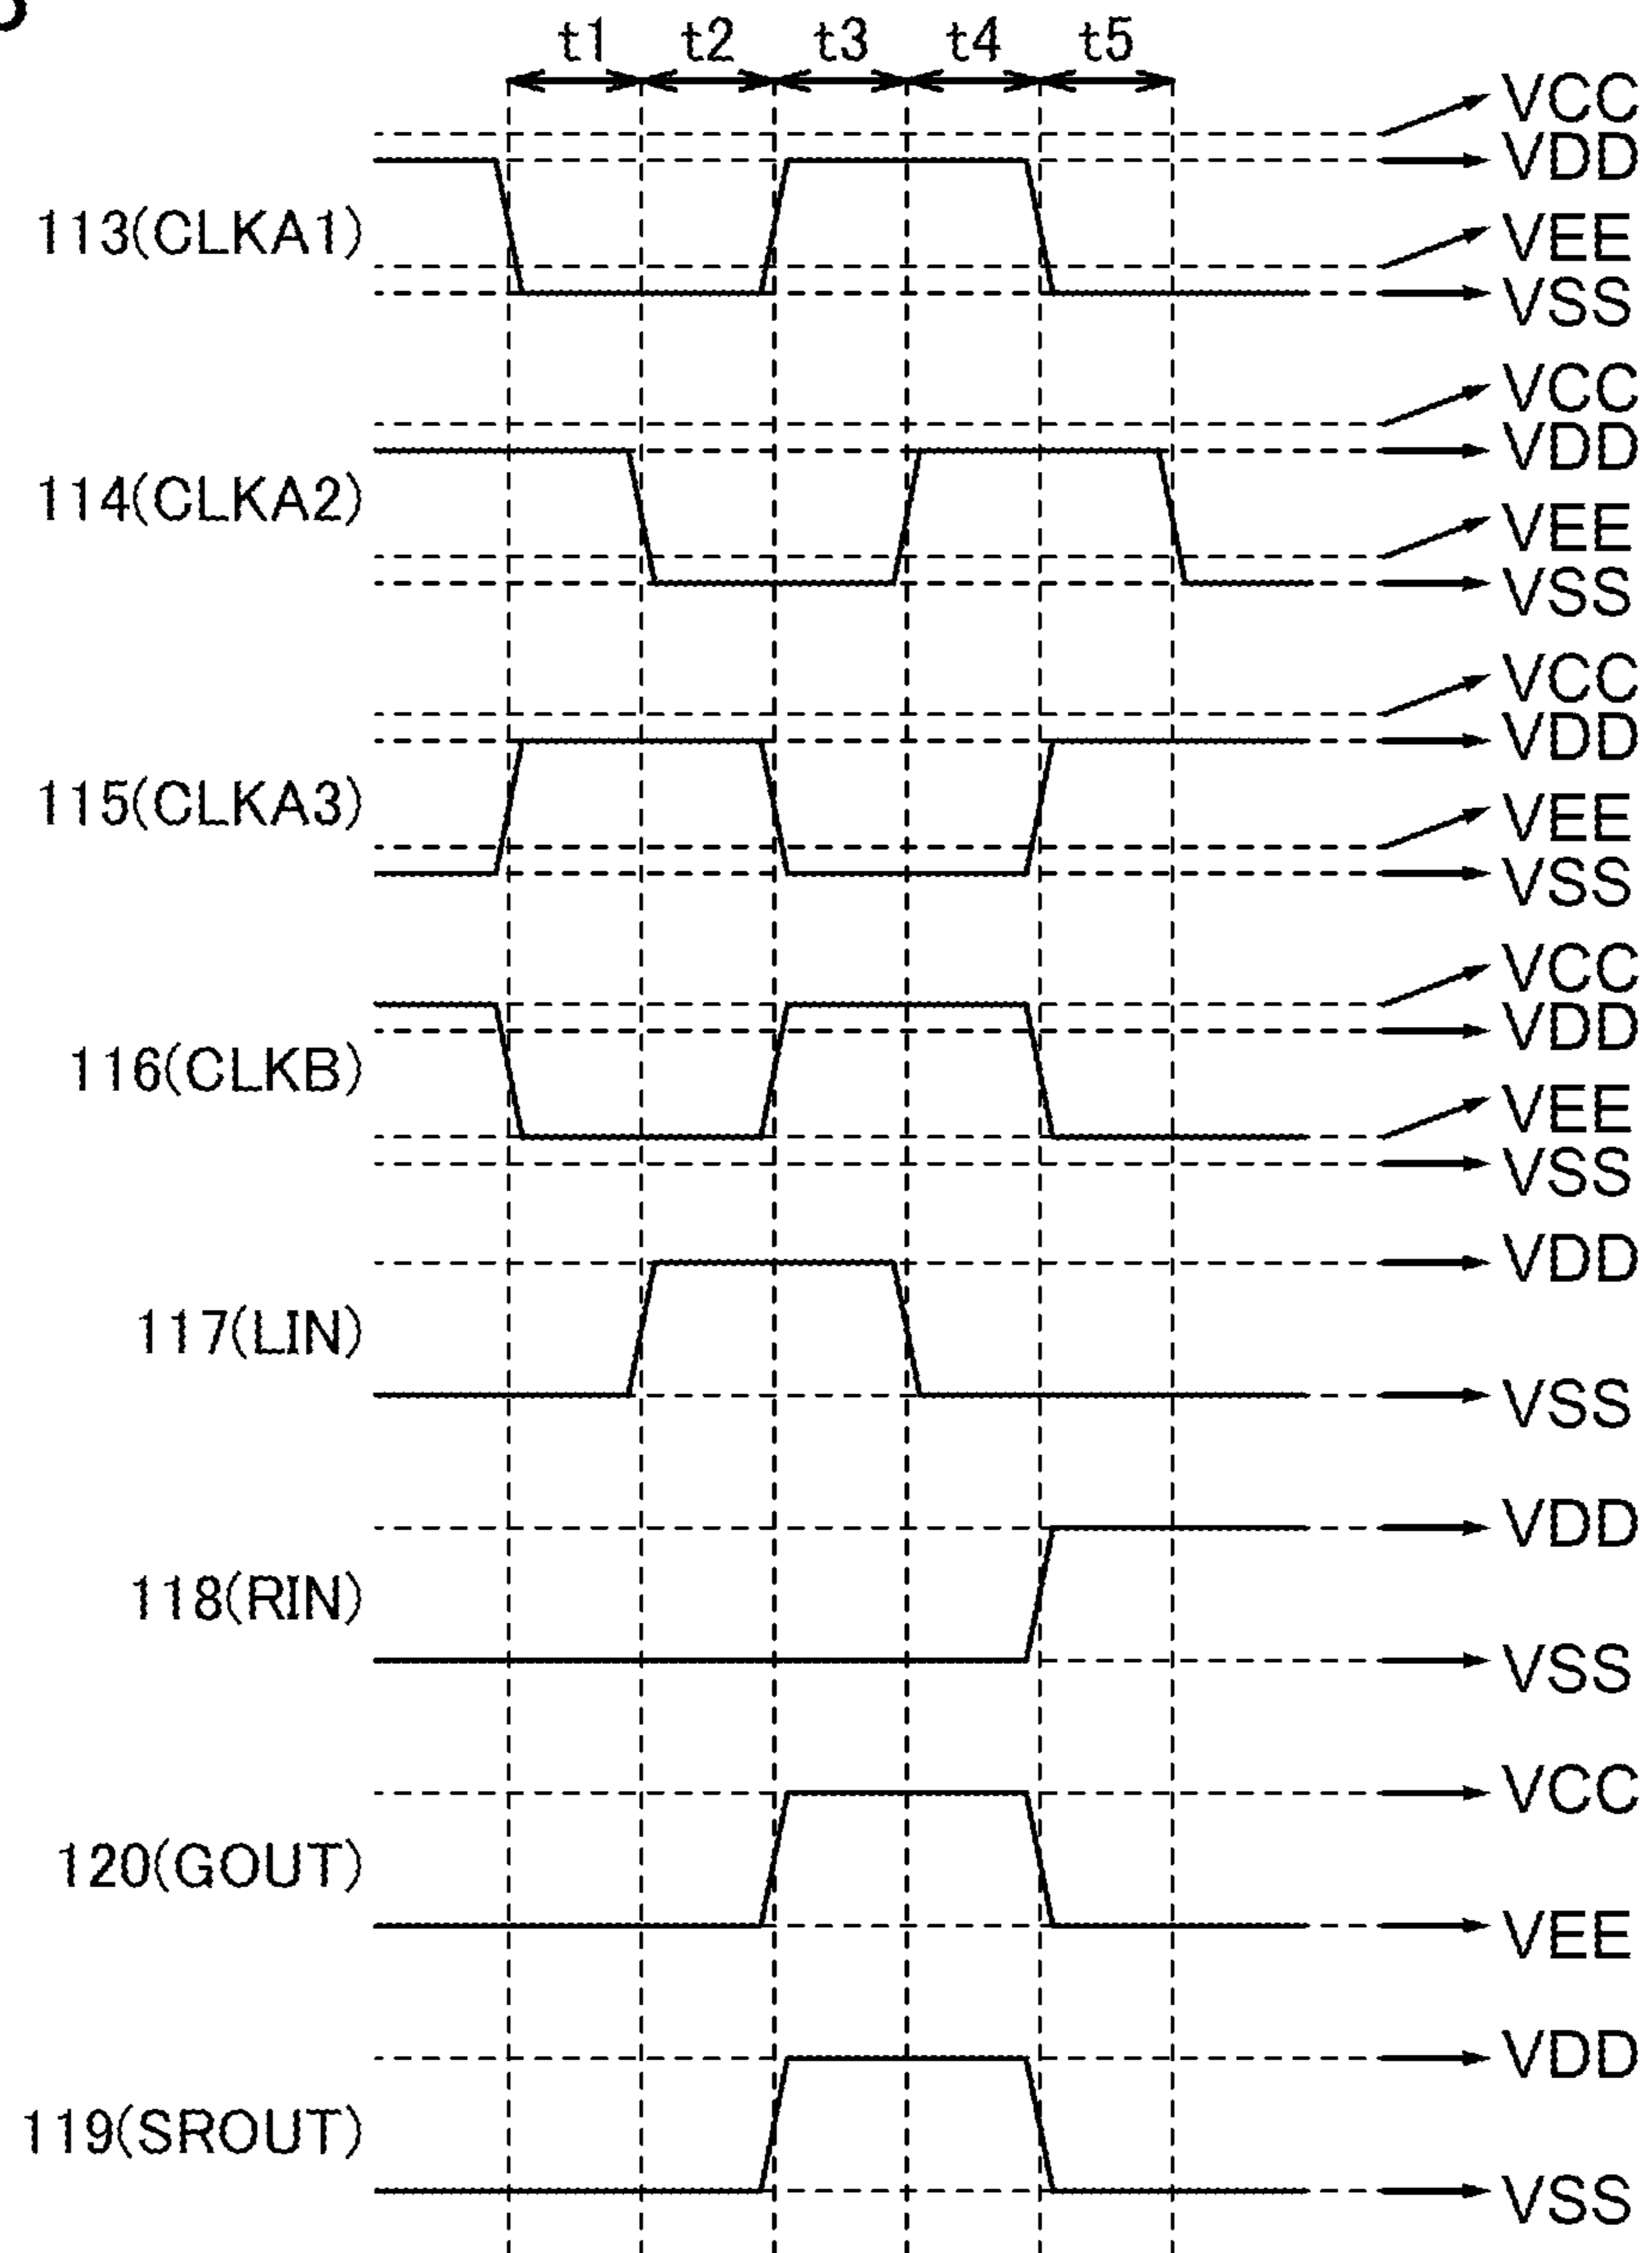 t1 t2 t3 t4 t5
VCC
VDD
113(CLKA1)
VEE
VSS
VCC
VDD
114(CLKA2)
VEE
VSS
VCC
VDD
115(CLKA3)
VEE
VSS
VCC
VDD
116(CLKB)
VEE
VSS
VDD
117(LIN)
VSS
VDD
118(RIN)
VSS
VCC
120(GOUT)
VEE
VDD
119(SROUT)
VSS